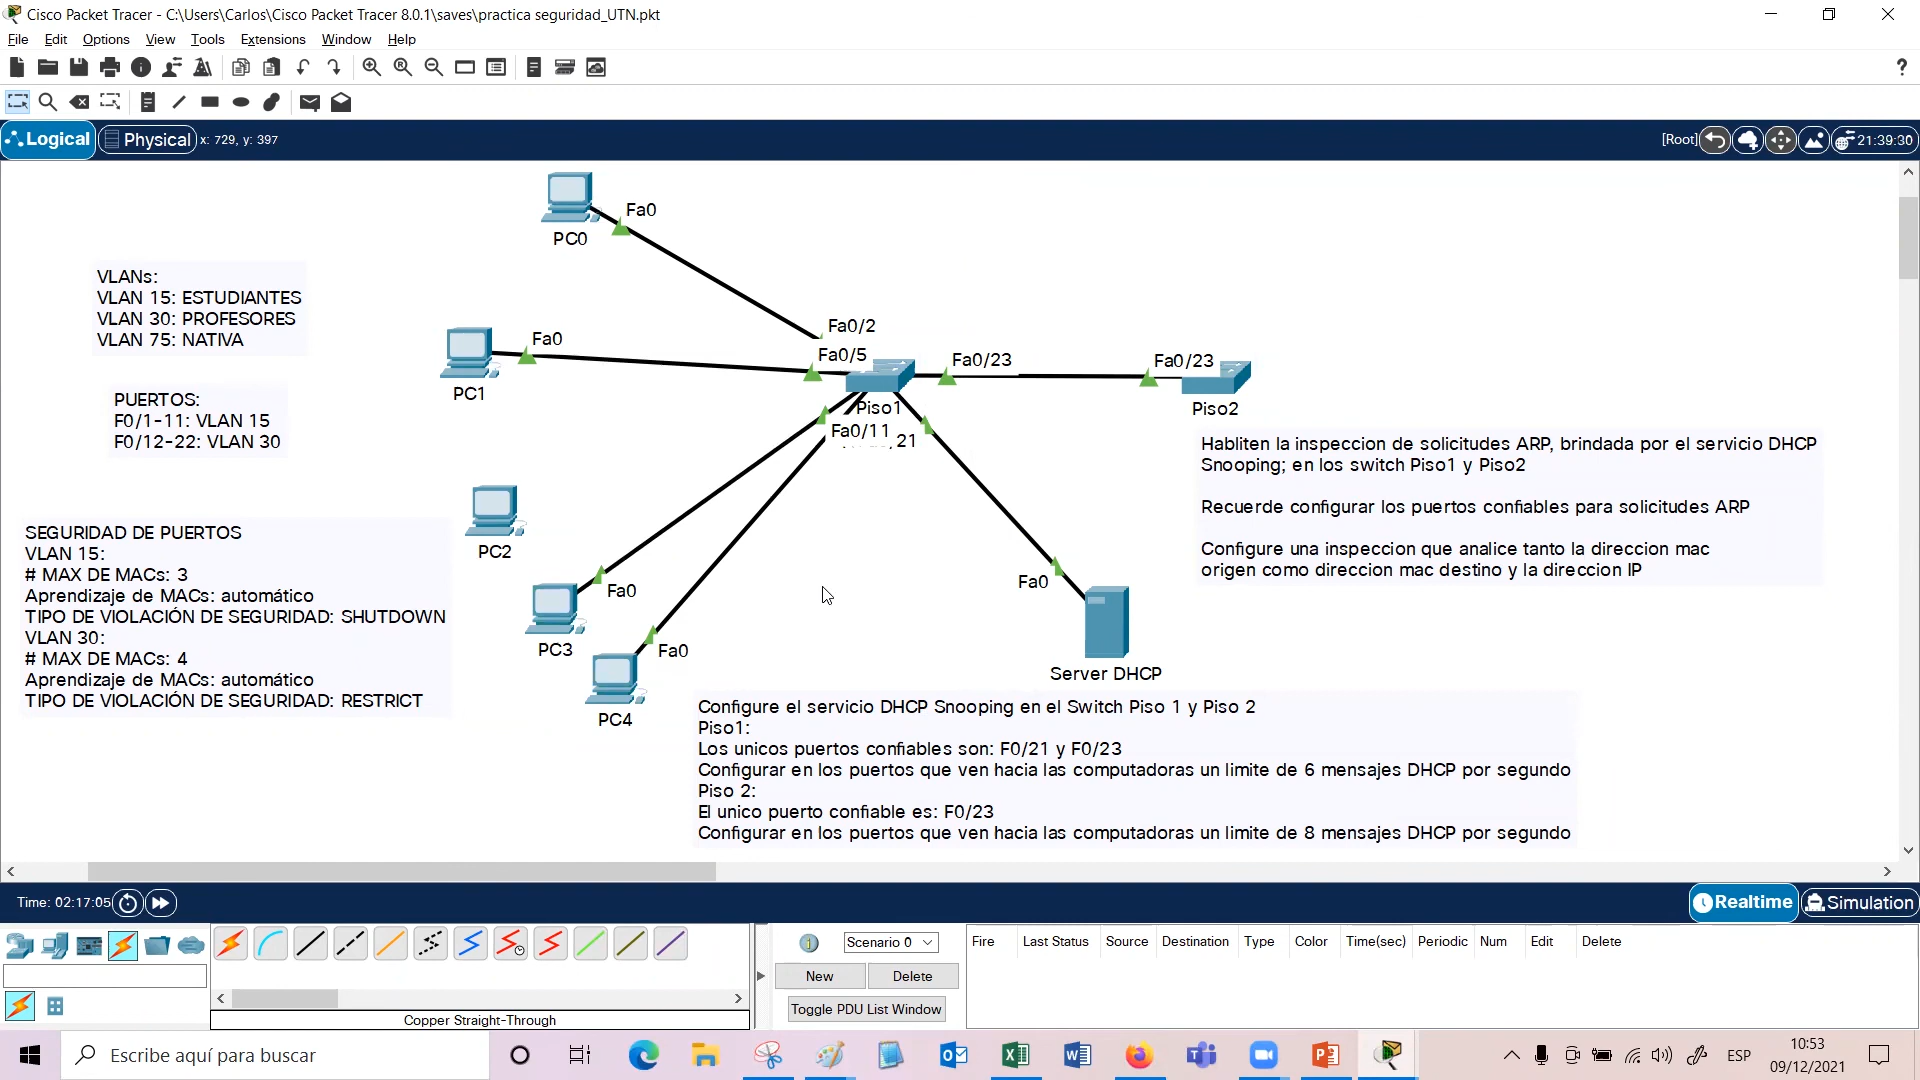 Cisco Packet Tracer - C:\Users\Carlos\Cisco Packet Tracer 8.0.1\saves\practica seguridad_UTN.pkt
File Edit Options View Tools Extensions Window Help
?
Logical Physical x: 729, y: 397
[Root] 21:39:30
PC0
Fa0
VLANs:
VLAN 15: ESTUDIANTES
VLAN 30: PROFESORES
VLAN 75: NATIVA
PC1
Fa0
Fa0/2
Fa0/5
Fa0/23
Fa0/23
Piso1
Piso2
Fa0/11
21
PUERTOS:
F0/1-11: VLAN 15
F0/12-22: VLAN 30
Habliten la inspeccion de solicitudes ARP, brindada por el servicio DHCP
Snooping; en los switch Piso1 y Piso2
Recuerde configurar los puertos confiables para solicitudes ARP
Configure una inspeccion que analice tanto la direccion mac
origen como direccion mac destino y la direccion IP
PC2
SEGURIDAD DE PUERTOS
VLAN 15:
# MAX DE MACs: 3
Aprendizaje de MACs: automático
TIPO DE VIOLACIÓN DE SEGURIDAD: SHUTDOWN
VLAN 30:
# MAX DE MACs: 4
Aprendizaje de MACs: automático
TIPO DE VIOLACIÓN DE SEGURIDAD: RESTRICT
Fa0
PC3
Fa0
PC4
Fa0
Server DHCP
Configure el servicio DHCP Snooping en el Switch Piso 1 y Piso 2
Piso1:
Los unicos puertos confiables son: F0/21 y F0/23
Configurar en los puertos que ven hacia las computadoras un limite de 6 mensajes DHCP por segundo
Piso 2:
El unico puerto confiable es: F0/23
Configurar en los puertos que ven hacia las computadoras un limite de 8 mensajes DHCP por segundo
Time: 02:17:05
Realtime Simulation
Scenario 0
New Delete
Toggle PDU List Window
Fire Last Status Source Destination Type Color Time(sec) Periodic Num Edit Delete
Copper Straight-Through
Escribe aquí para buscar
ESP
10:53
09/12/2021